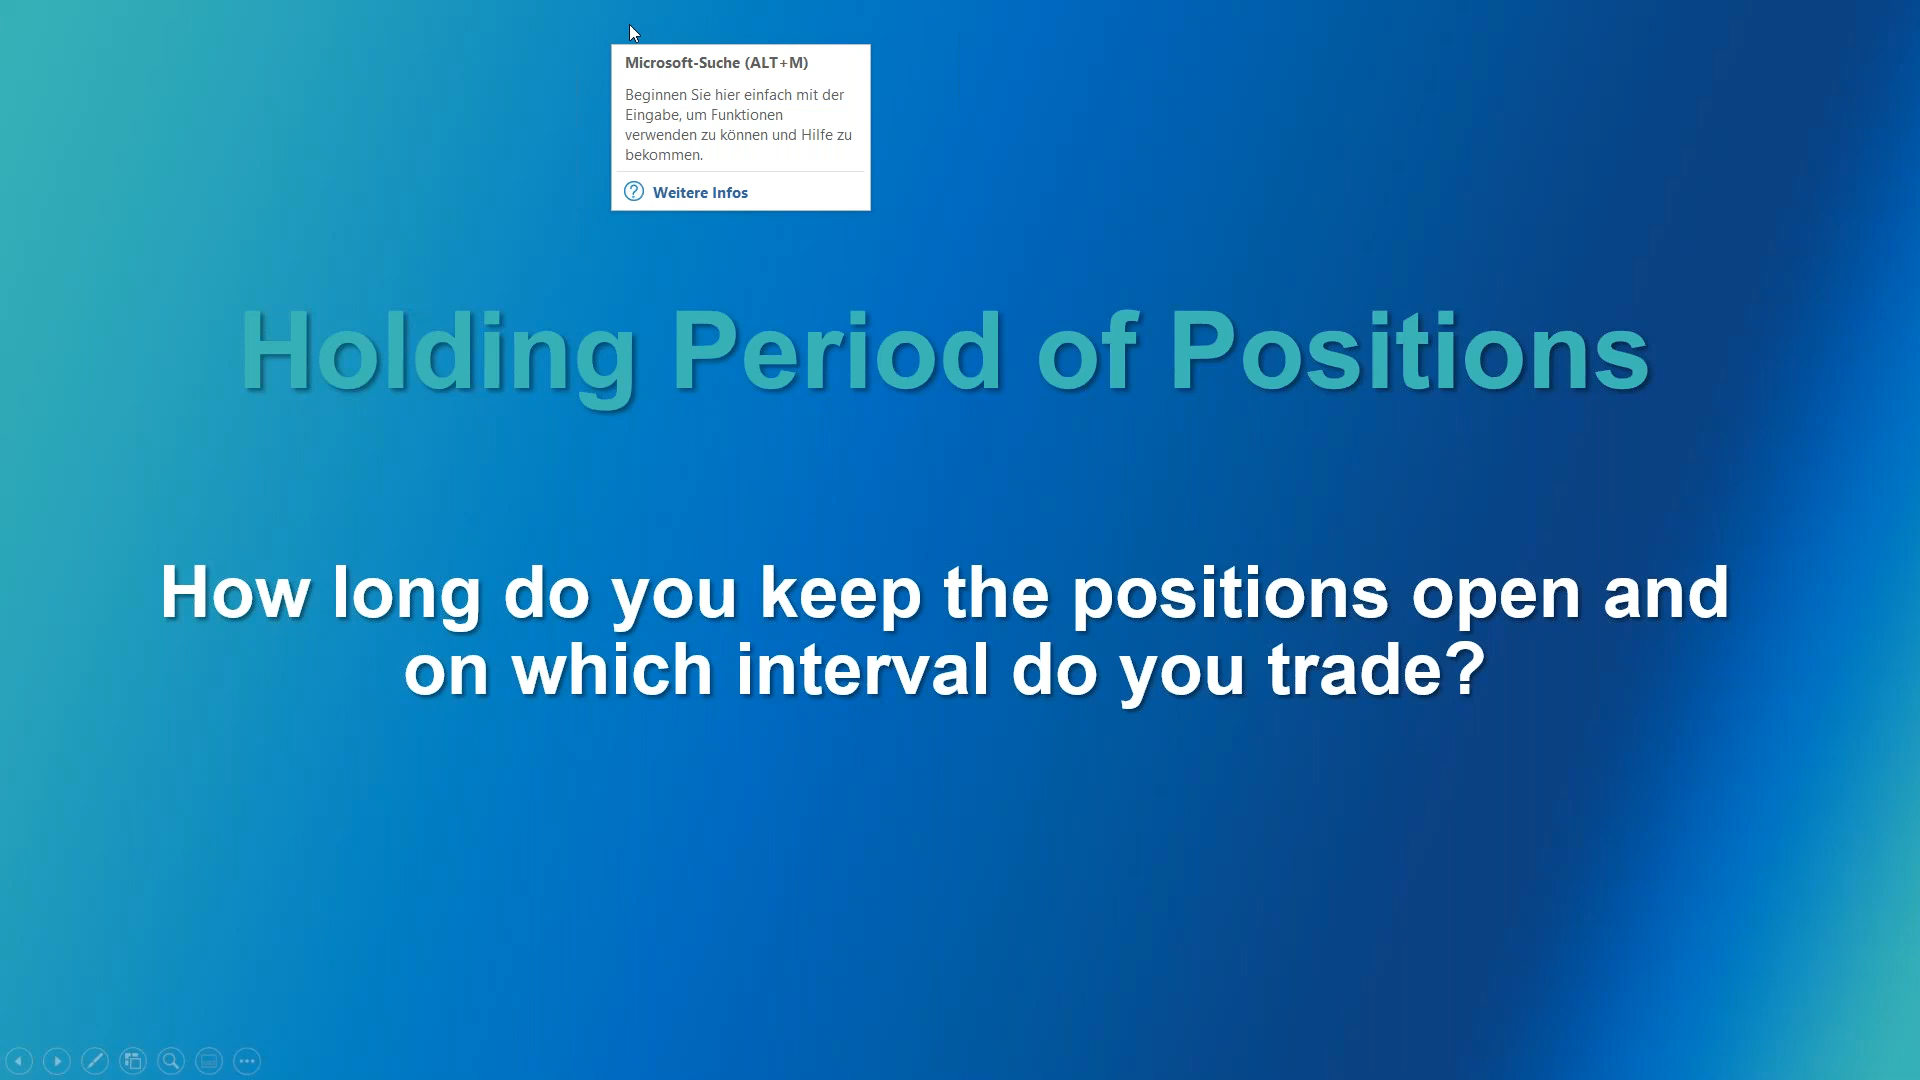 Microsoft-Suche (ALT+M)
Beginnen Sie hier einfach mit der
Eingabe, um Funktionen
verwenden zu können und Hilfe zu
bekommen.
Weitere Infos
Holding Period of Positions
How long do you keep the positions open and
on which interval do you trade?